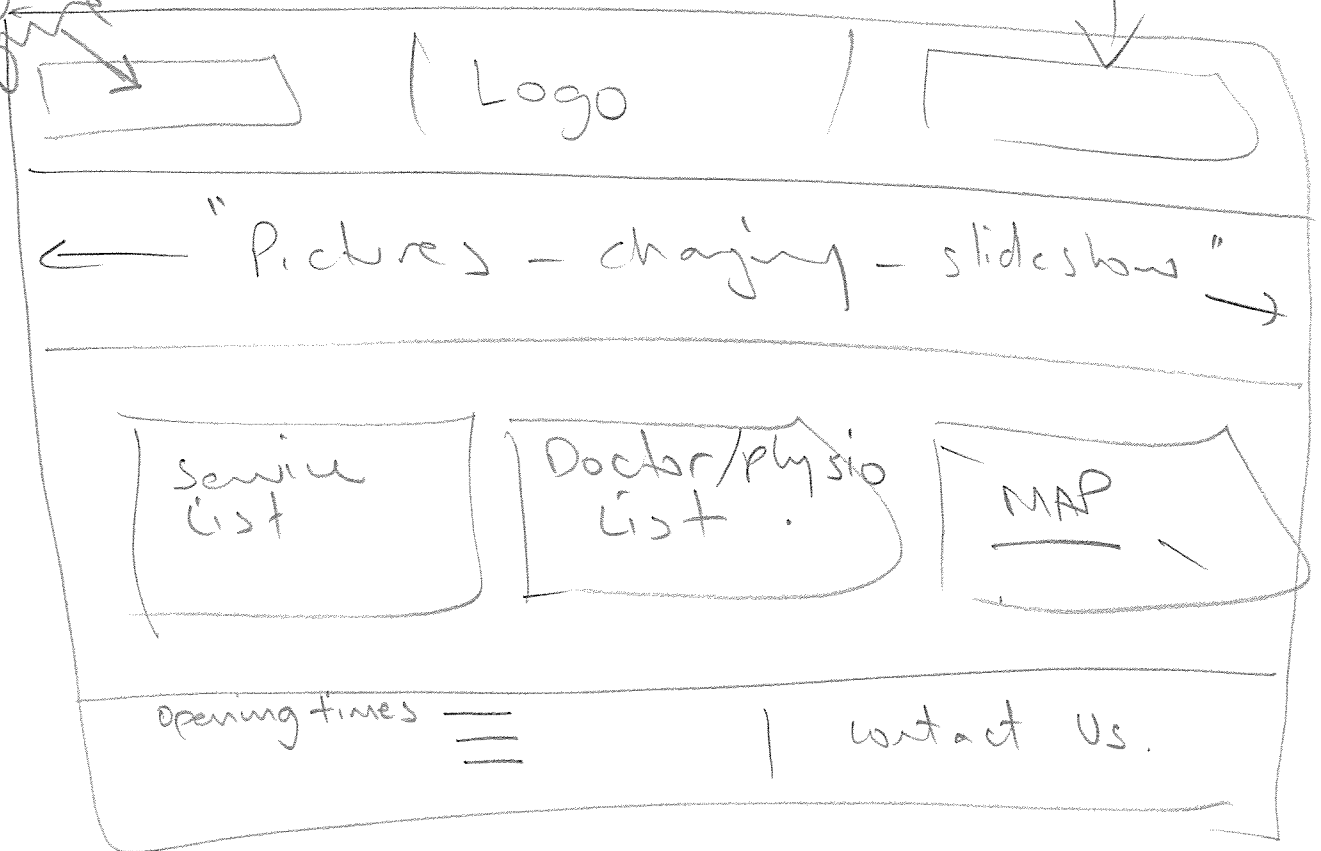 Logo
"Pictures - changing - slideshow"
Service
List
Doctor/physio
List .
MAP
Opening times
Contact Us.